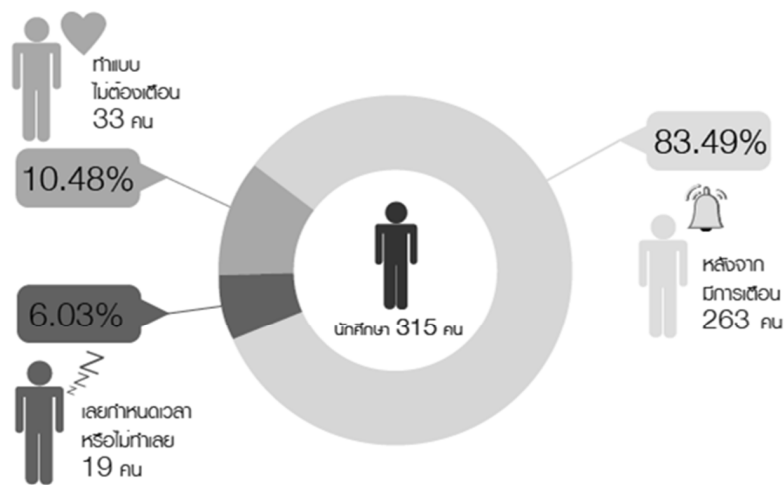 ทำแบบ
ไม่ต้องเตือน
33 คน
10.48%
83.49%
หลังจาก
มีการเตือน
263 คน
นักศึกษา 315 คน
6.03%
เลยกำหนดเวลา
หรือไม่ทำเลย
19 คน